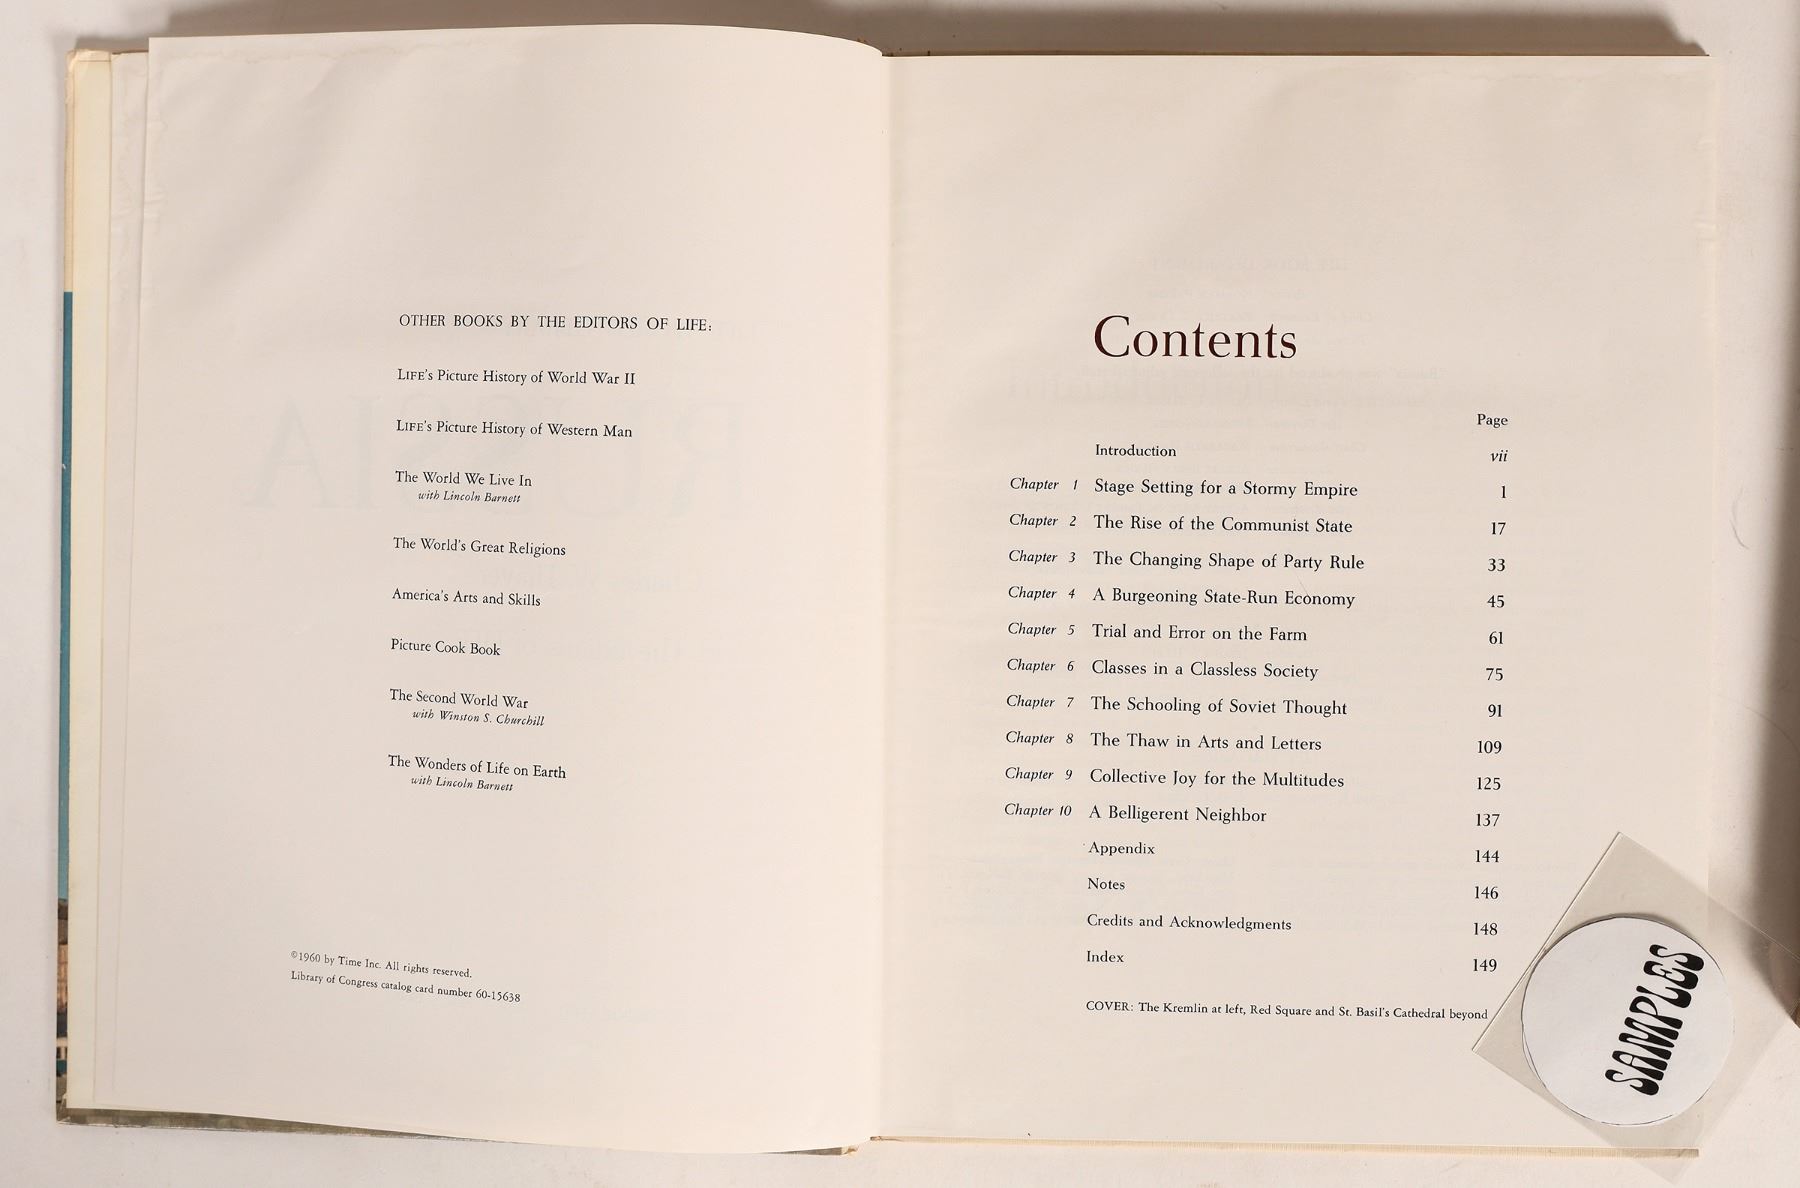 OTHER BOOKS BY THE EDITORS OF LIFE:
LIFE's Picture History of World War II
LIFE's Picture History of Western Man
The World We Live In
with Lincoln Barnett
The World's Great Religions
America's Arts and Skills
Picture Cook Book
The Second World War
with Winston S. Churchill
The Wonders of Life on Earth
with Lincoln Barnett
©1960 by Time Inc. All rights reserved.
Library of Congress catalog card number 60-15638
Contents
Page
Introduction vii
Chapter 1 Stage Setting for a Stormy Empire 1
Chapter 2 The Rise of the Communist State 17
Chapter 3 The Changing Shape of Party Rule 33
Chapter 4 A Burgeoning State-Run Economy 45
Chapter 5 Trial and Error on the Farm 61
Chapter 6 Classes in a Classless Society 75
Chapter 7 The Schooling of Soviet Thought 91
Chapter 8 The Thaw in Arts and Letters 109
Chapter 9 Collective Joy for the Multitudes 125
Chapter 10 A Belligerent Neighbor 137
Appendix 144
Notes 146
Credits and Acknowledgments 148
Index 149
COVER: The Kremlin at left, Red Square and St. Basil's Cathedral beyond
SAMPLES